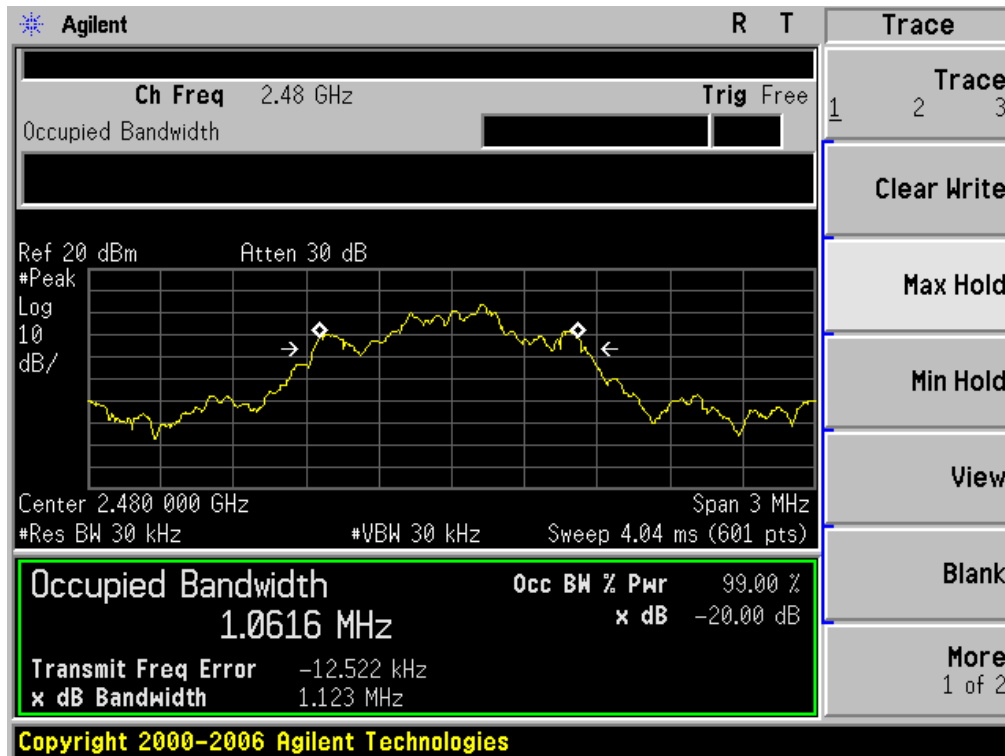 Agilent R T
Ch Freq 2.48 GHz Trig Free
Occupied Bandwidth
Ref 20 dBm Atten 30 dB
#Peak
Log
10
dB/
Center 2.480 000 GHz Span 3 MHz
#Res BW 30 kHz #VBW 30 kHz Sweep 4.04 ms (601 pts)
Occupied Bandwidth Occ BW % Pwr 99.00 %
1.0616 MHz x dB -20.00 dB
Transmit Freq Error -12.522 kHz
x dB Bandwidth 1.123 MHz
Copyright 2000-2006 Agilent Technologies
Trace
Trace
1 2 3
Clear Write
Max Hold
Min Hold
View
Blank
More
1 of 2